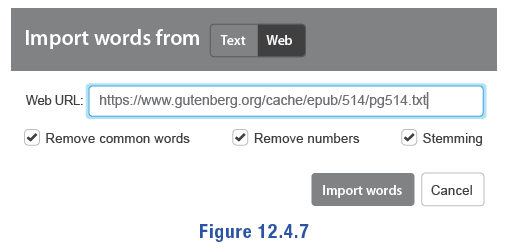 Import words from Text Web
Web URL: https://www.gutenberg.org/cache/epub/514/pg514.txt
Remove common words Remove numbers Stemming
Import words Cancel
Figure 12.4.7